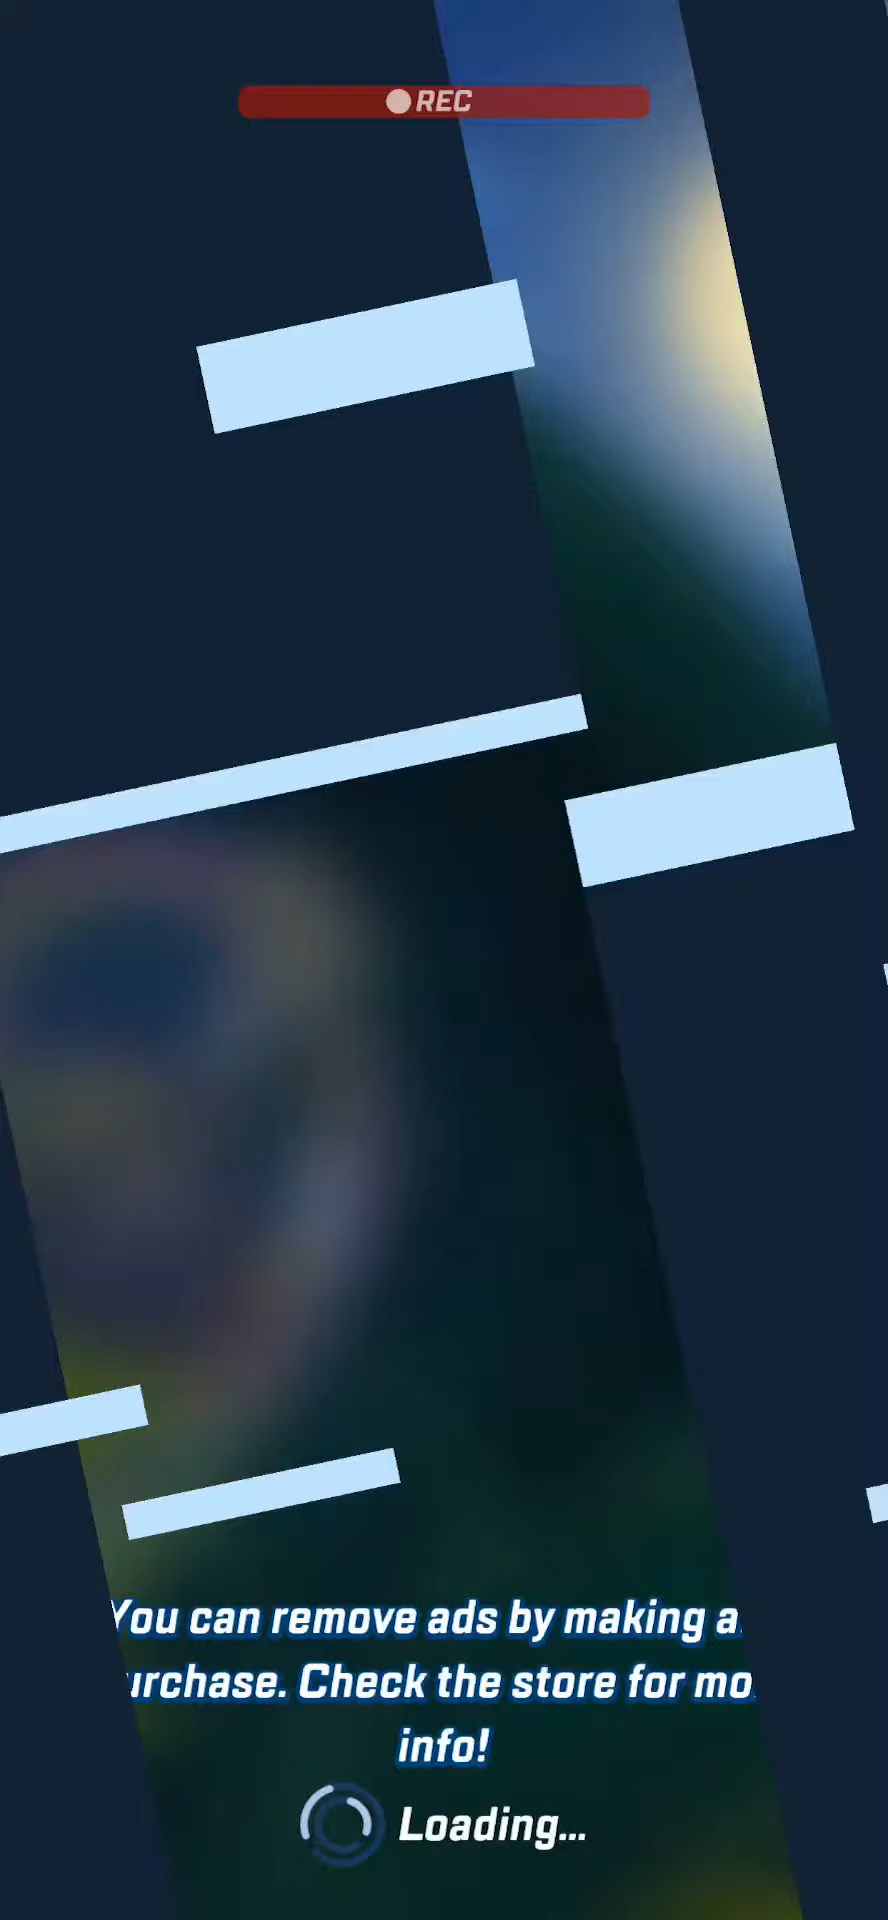 REC
You can remove ads by making a
urchase. Check the store for mo
info!
Loading...